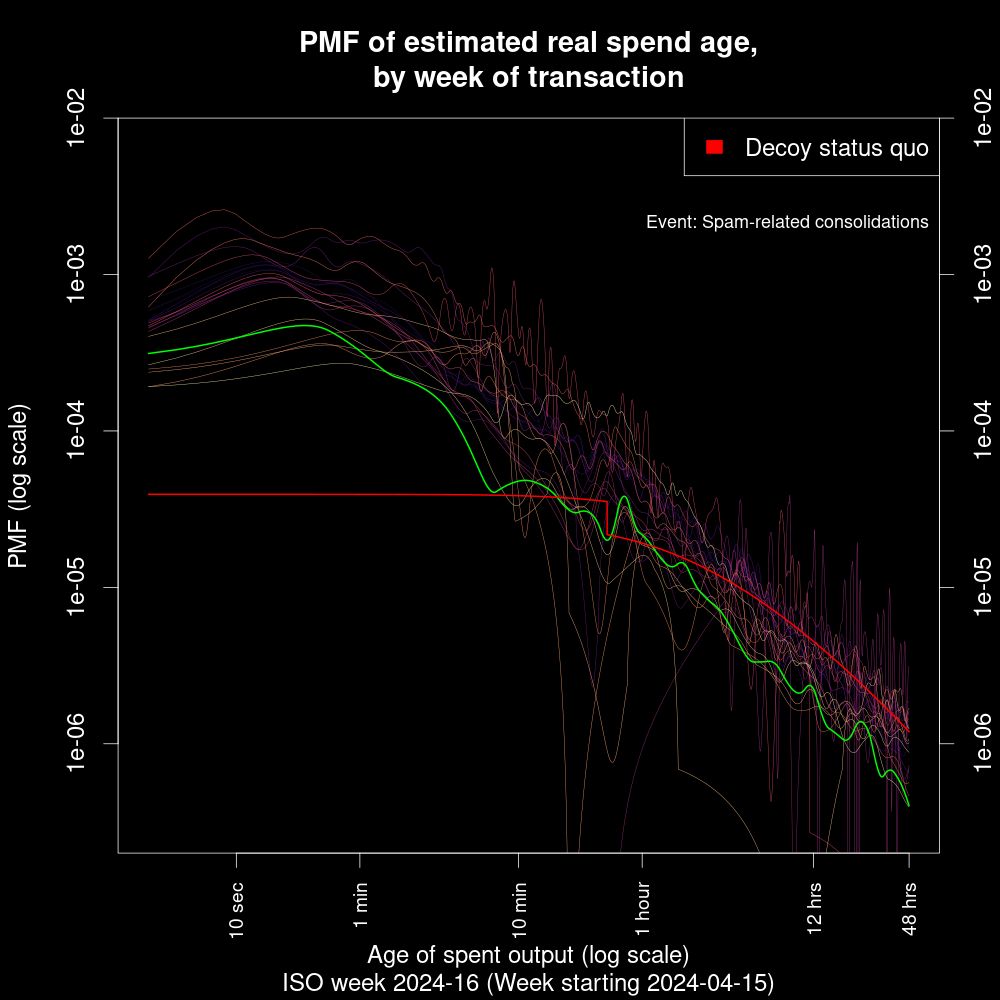 PMF of estimated real spend age,
by week of transaction
Decoy status quo
Event: Spam-related consolidations
PMF (log scale)
1e-02
1e-03
1e-04
1e-05
1e-06
1e-02
1e-03
1e-04
1e-05
1e-06
10 sec
1 min
10 min
1 hour
12 hrs
48 hrs
Age of spent output (log scale)
ISO week 2024-16 (Week starting 2024-04-15)